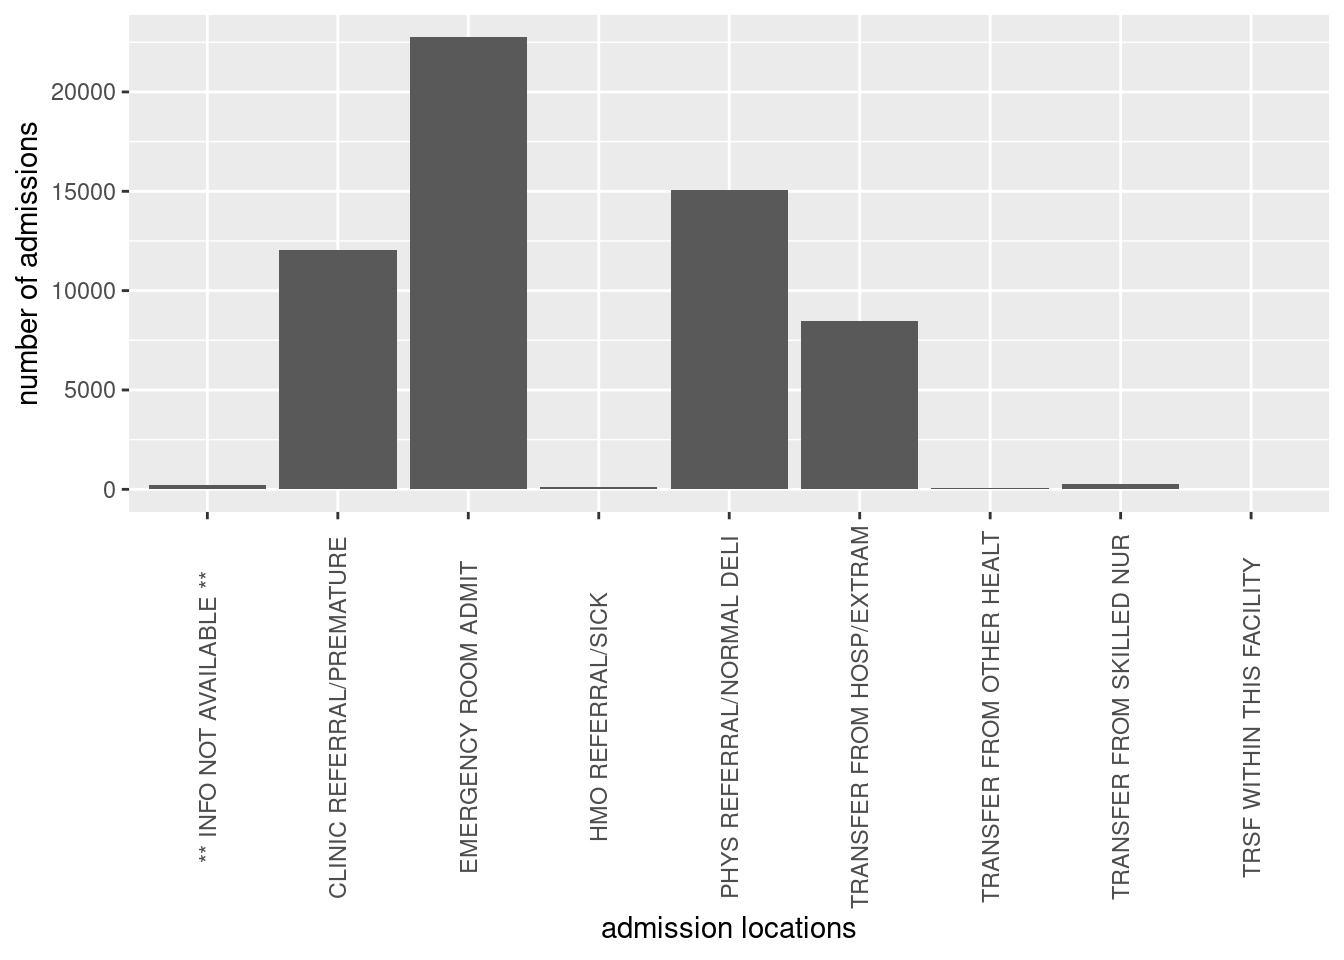 number of admissions
20000
15000
10000
5000
0
** INFO NOT AVAILABLE **
CLINIC REFERRAL/PREMATURE
EMERGENCY ROOM ADMIT
HMO REFERRAL/SICK
PHYS REFERRAL/NORMAL DELI
TRANSFER FROM HOSP/EXTRAM
TRANSFER FROM OTHER HEALT
TRANSFER FROM SKILLED NUR
TRSF WITHIN THIS FACILITY
admission locations